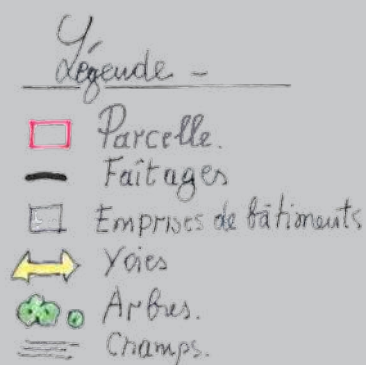 Légende -
Parcelle.
Faîtages
Emprises de bâtiments
Voies
Arbres.
Champs.